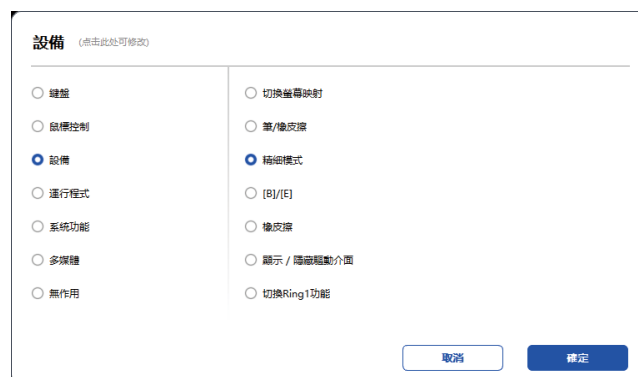 設備 (点击此处可修改)
鍵盤
鼠標控制
設備
運行程式
系統功能
多媒體
無作用
切換螢幕映射
筆/橡皮擦
精細模式
[B]/[E]
橡皮擦
顯示 / 隱藏驅動介面
切換Ring1功能
取消
確定